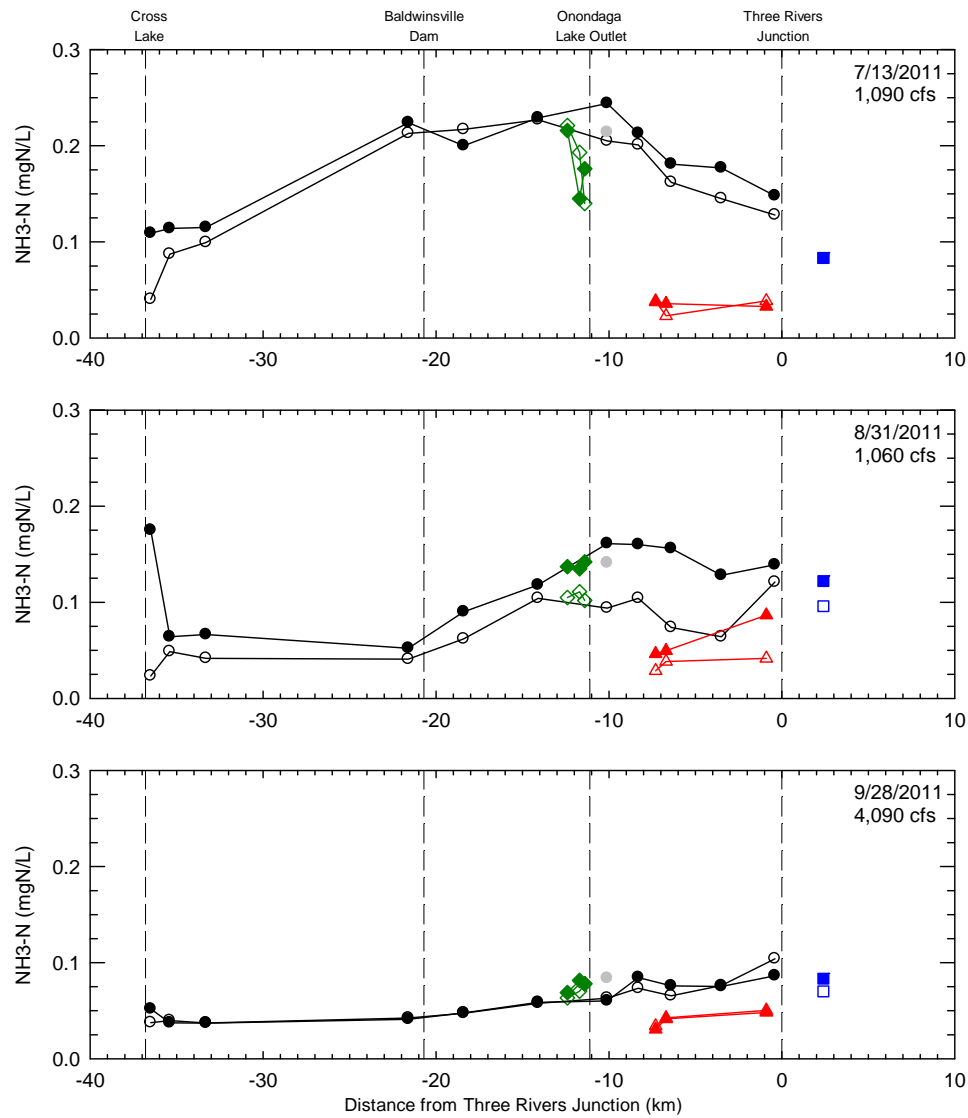 Cross
Lake
Baldwinsville
Dam
Onondaga
Lake Outlet
Three Rivers
Junction
0.3
0.2
0.1
0.0
NH3-N (mgN/L)
7/13/2011
1,090 cfs
-40
-30
-20
-10
0
10
0.3
0.2
0.1
0.0
NH3-N (mgN/L)
8/31/2011
1,060 cfs
-40
-30
-20
-10
0
10
0.3
0.2
0.1
0.0
NH3-N (mgN/L)
9/28/2011
4,090 cfs
-40
-30
-20
-10
0
10
Distance from Three Rivers Junction (km)